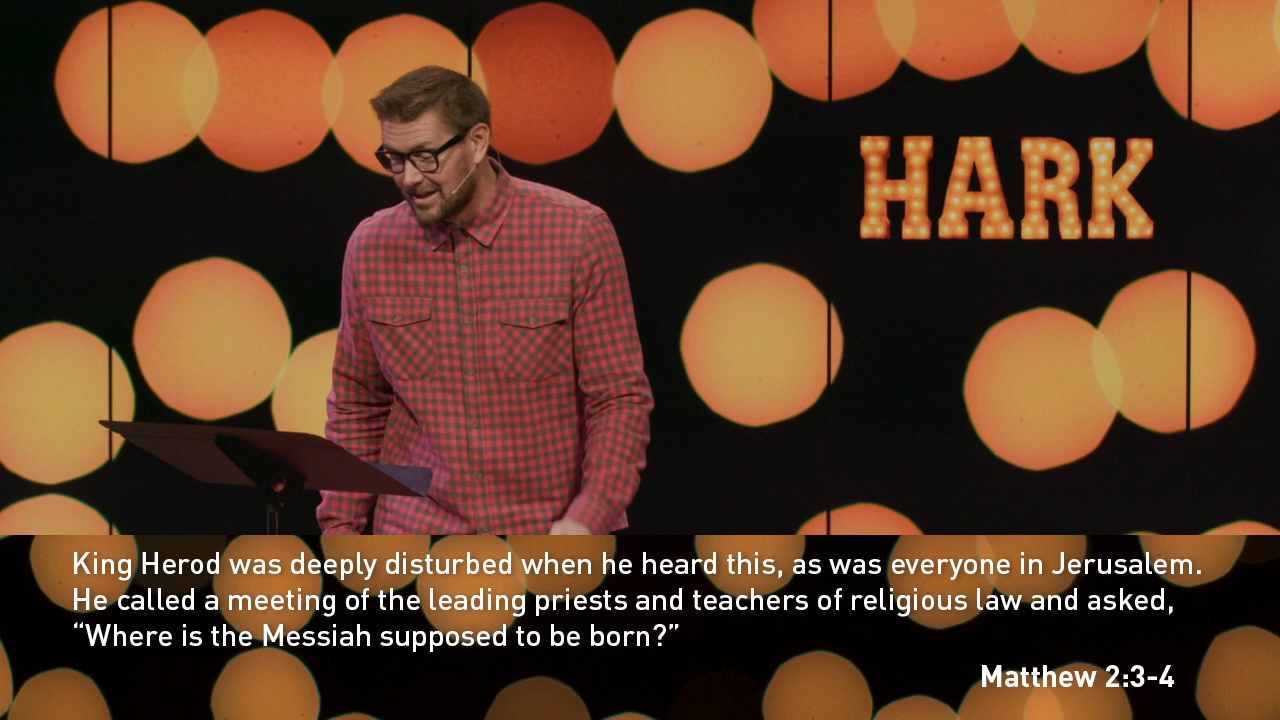 HARK
King Herod was deeply disturbed when he heard this, as was everyone in Jerusalem.
He called a meeting of the leading priests and teachers of religious law and asked,
“Where is the Messiah supposed to be born?”
Matthew 2:3-4